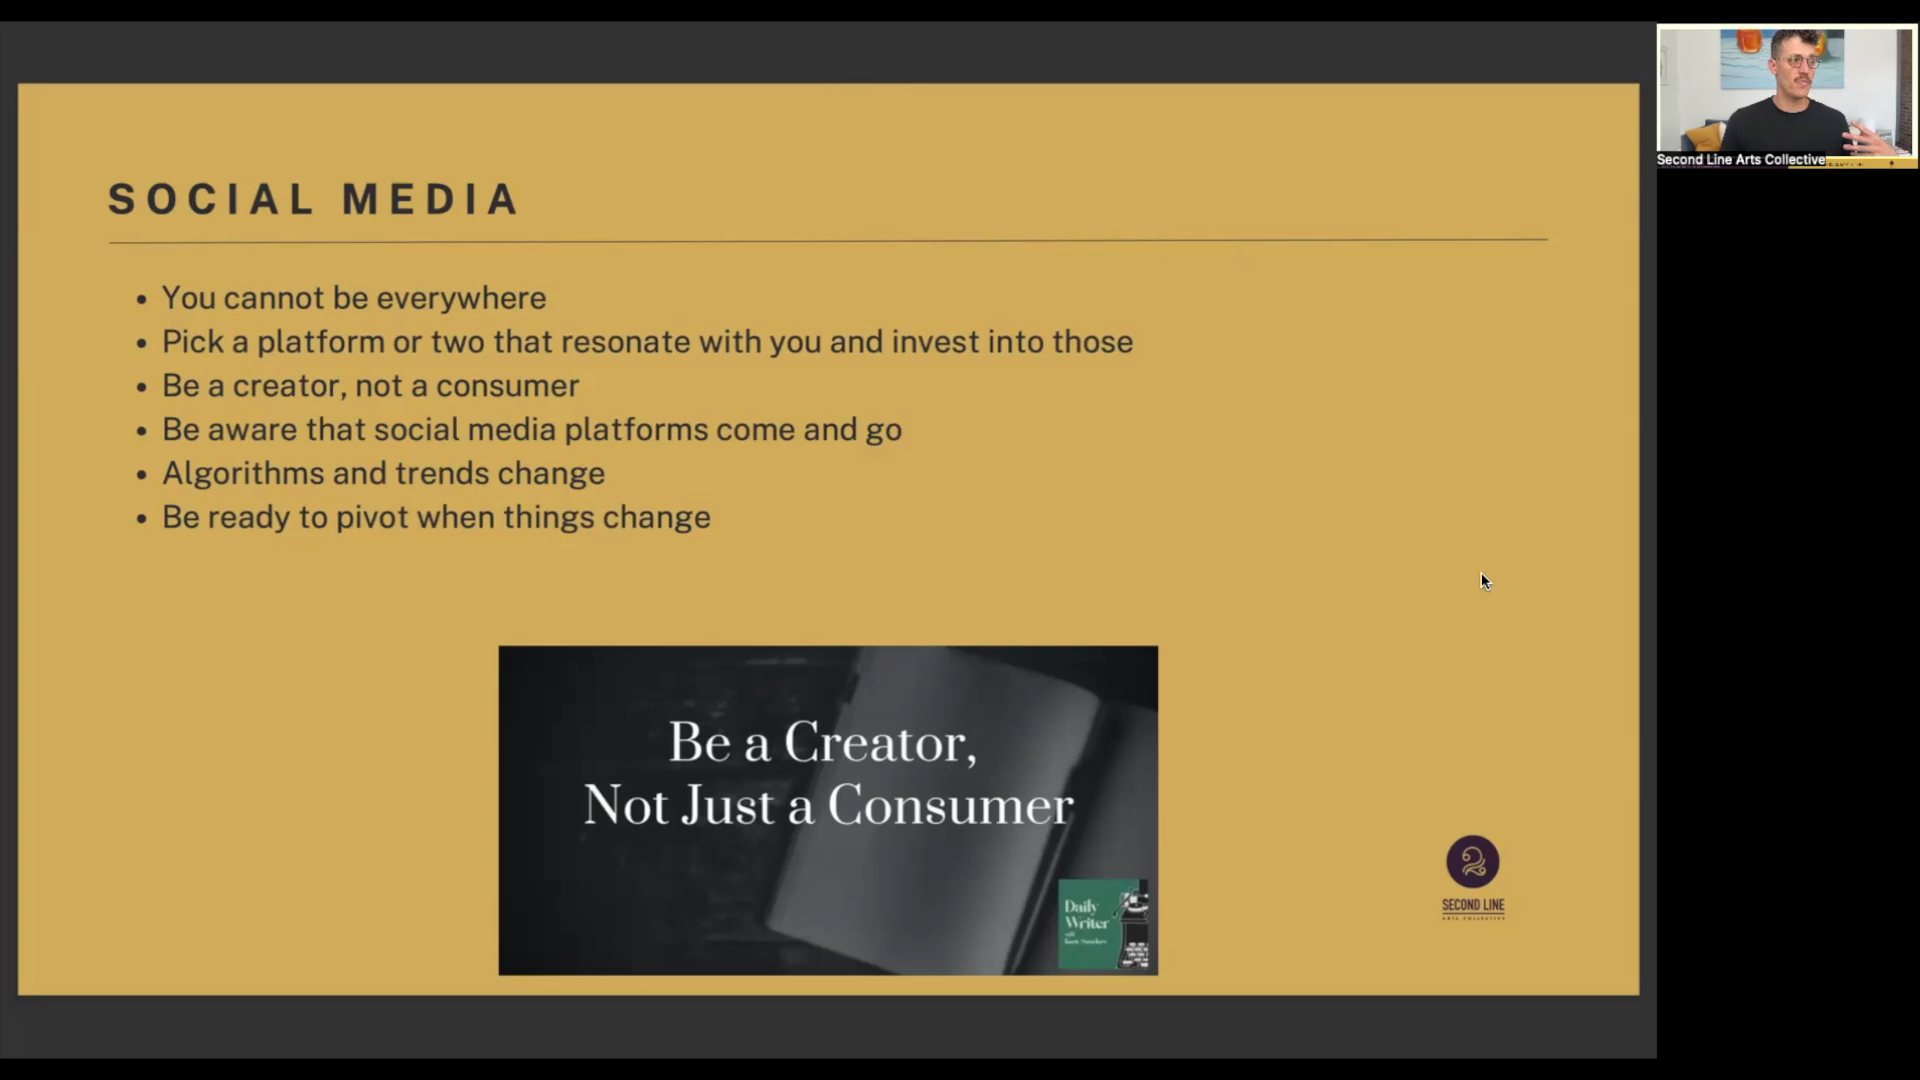 SOCIAL MEDIA
• You cannot be everywhere
• Pick a platform or two that resonate with you and invest into those
• Be a creator, not a consumer
• Be aware that social media platforms come and go
• Algorithms and trends change
• Be ready to pivot when things change
Be a Creator,
Not Just a Consumer
Daily
Writer
SECOND LINE
ARTS COLLECTIVE
Second Line Arts Collective